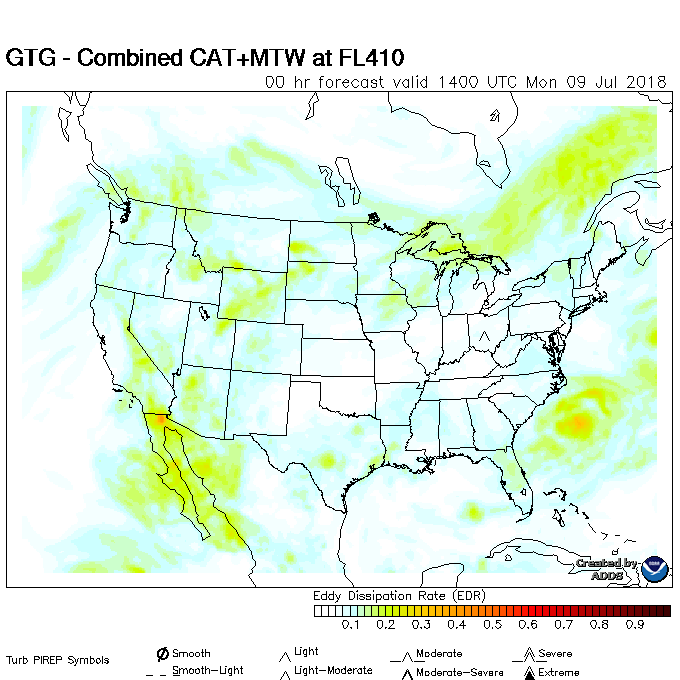 GTG - Combined CAT+MTW at FL410
00 hr forecast valid 1400 UTC Mon 09 Jul 2018
Created by
ADDS
Eddy Dissipation Rate (EDR)
0.1 0.2 0.3 0.4 0.5 0.6 0.7 0.8 0.9
Turb PIREP Symbols
Smooth Light Moderate Severe
Smooth-Light Light-Moderate Moderate-Severe Extreme